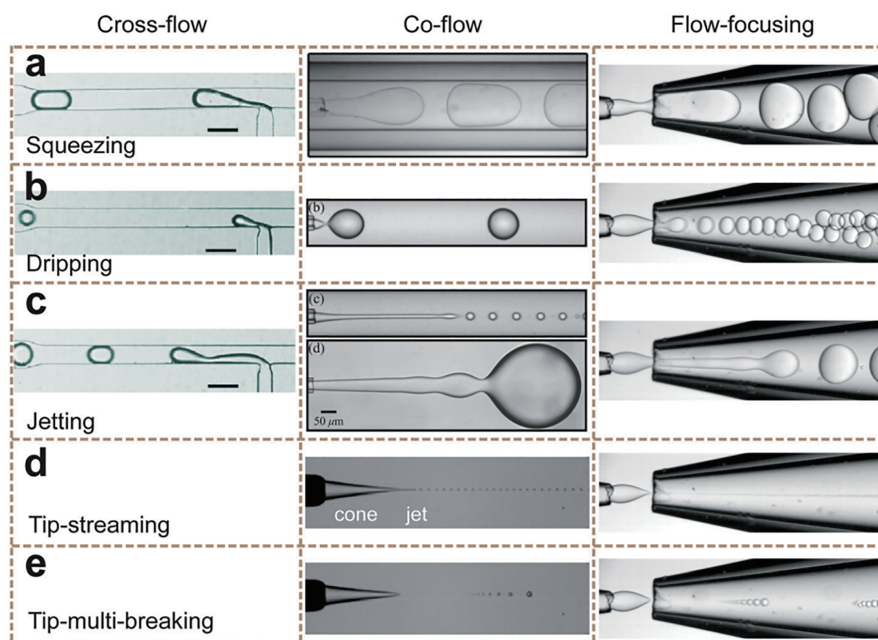 Cross-flow
Co-flow
Flow-focusing
a
Squeezing
b
Dripping
(b)
c
Jetting
(c)
(d)
50 μm
d
Tip-streaming
cone
jet
e
Tip-multi-breaking